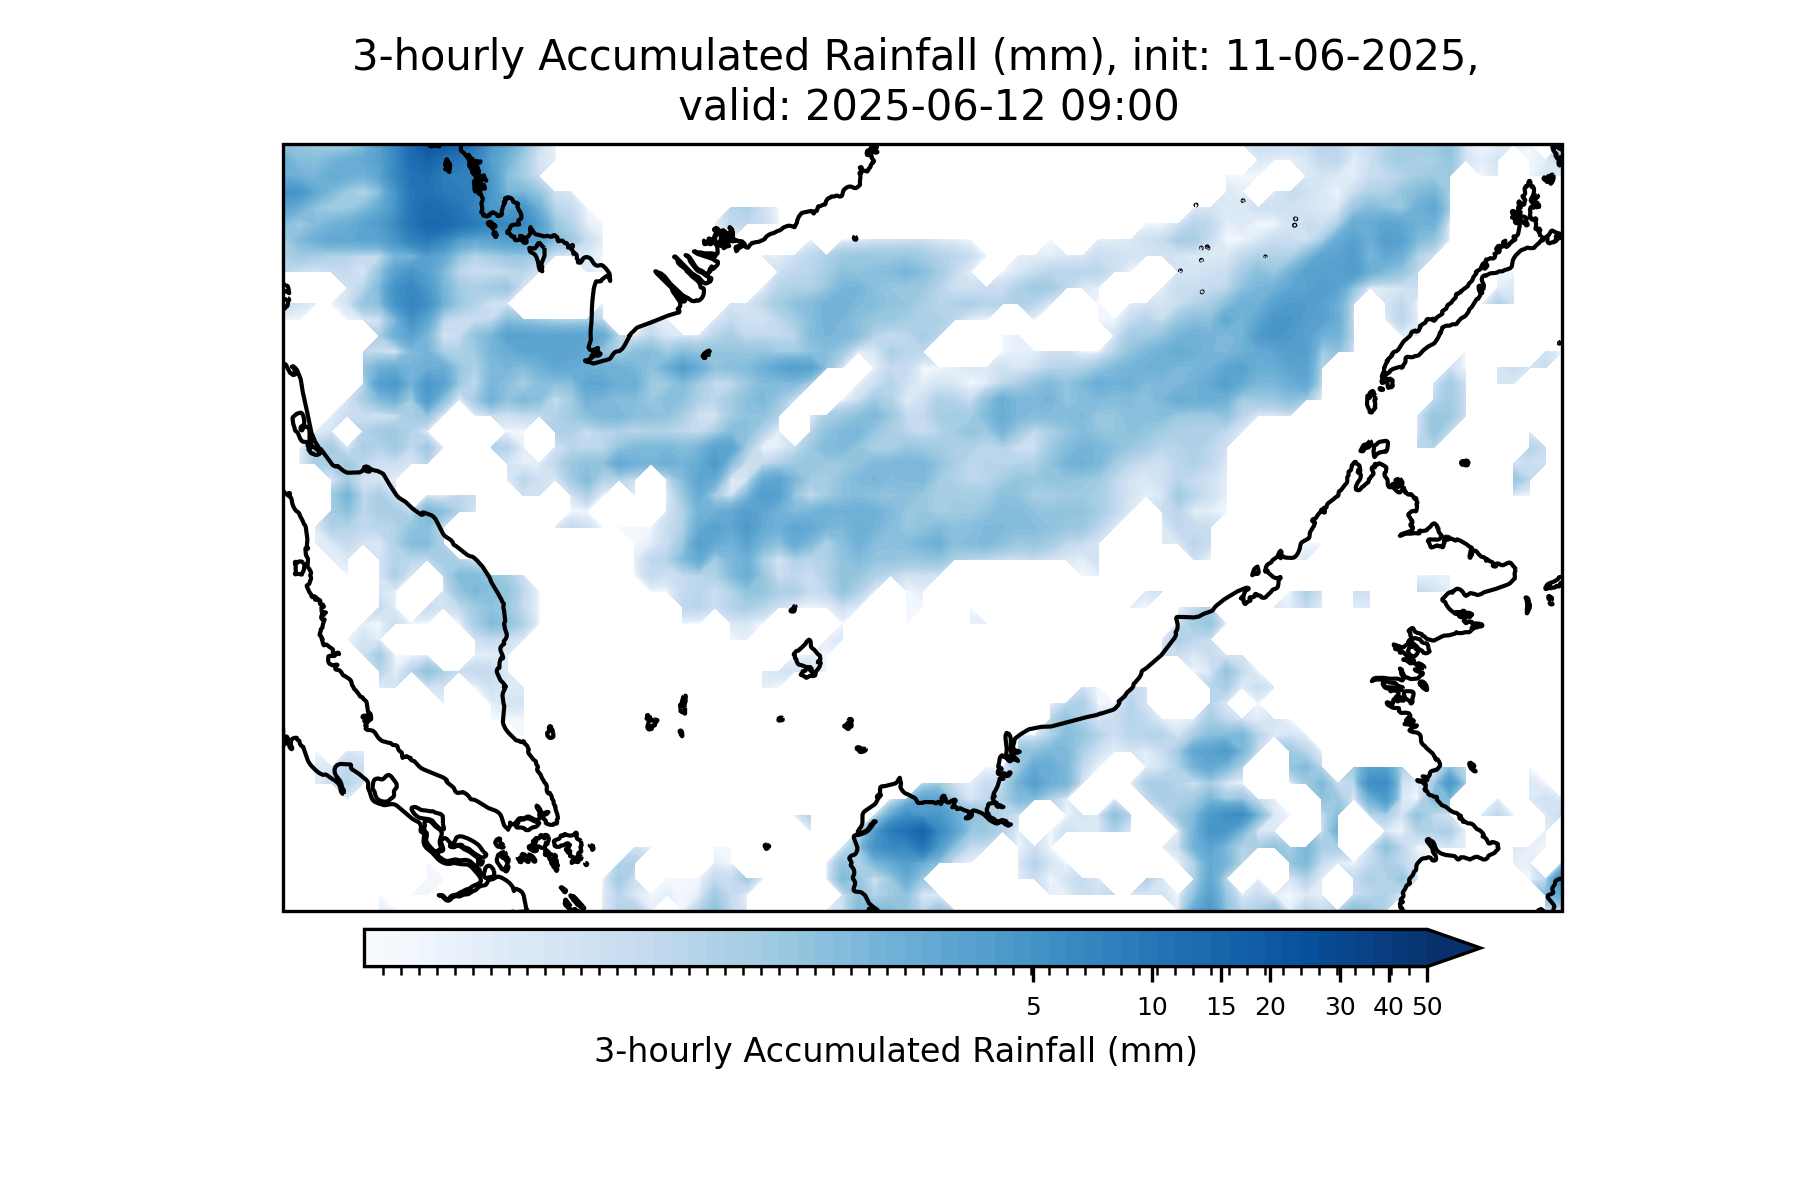 3-hourly Accumulated Rainfall (mm), init: 11-06-2025,
valid: 2025-06-12 09:00
5 10 15 20 30 40 50
3-hourly Accumulated Rainfall (mm)